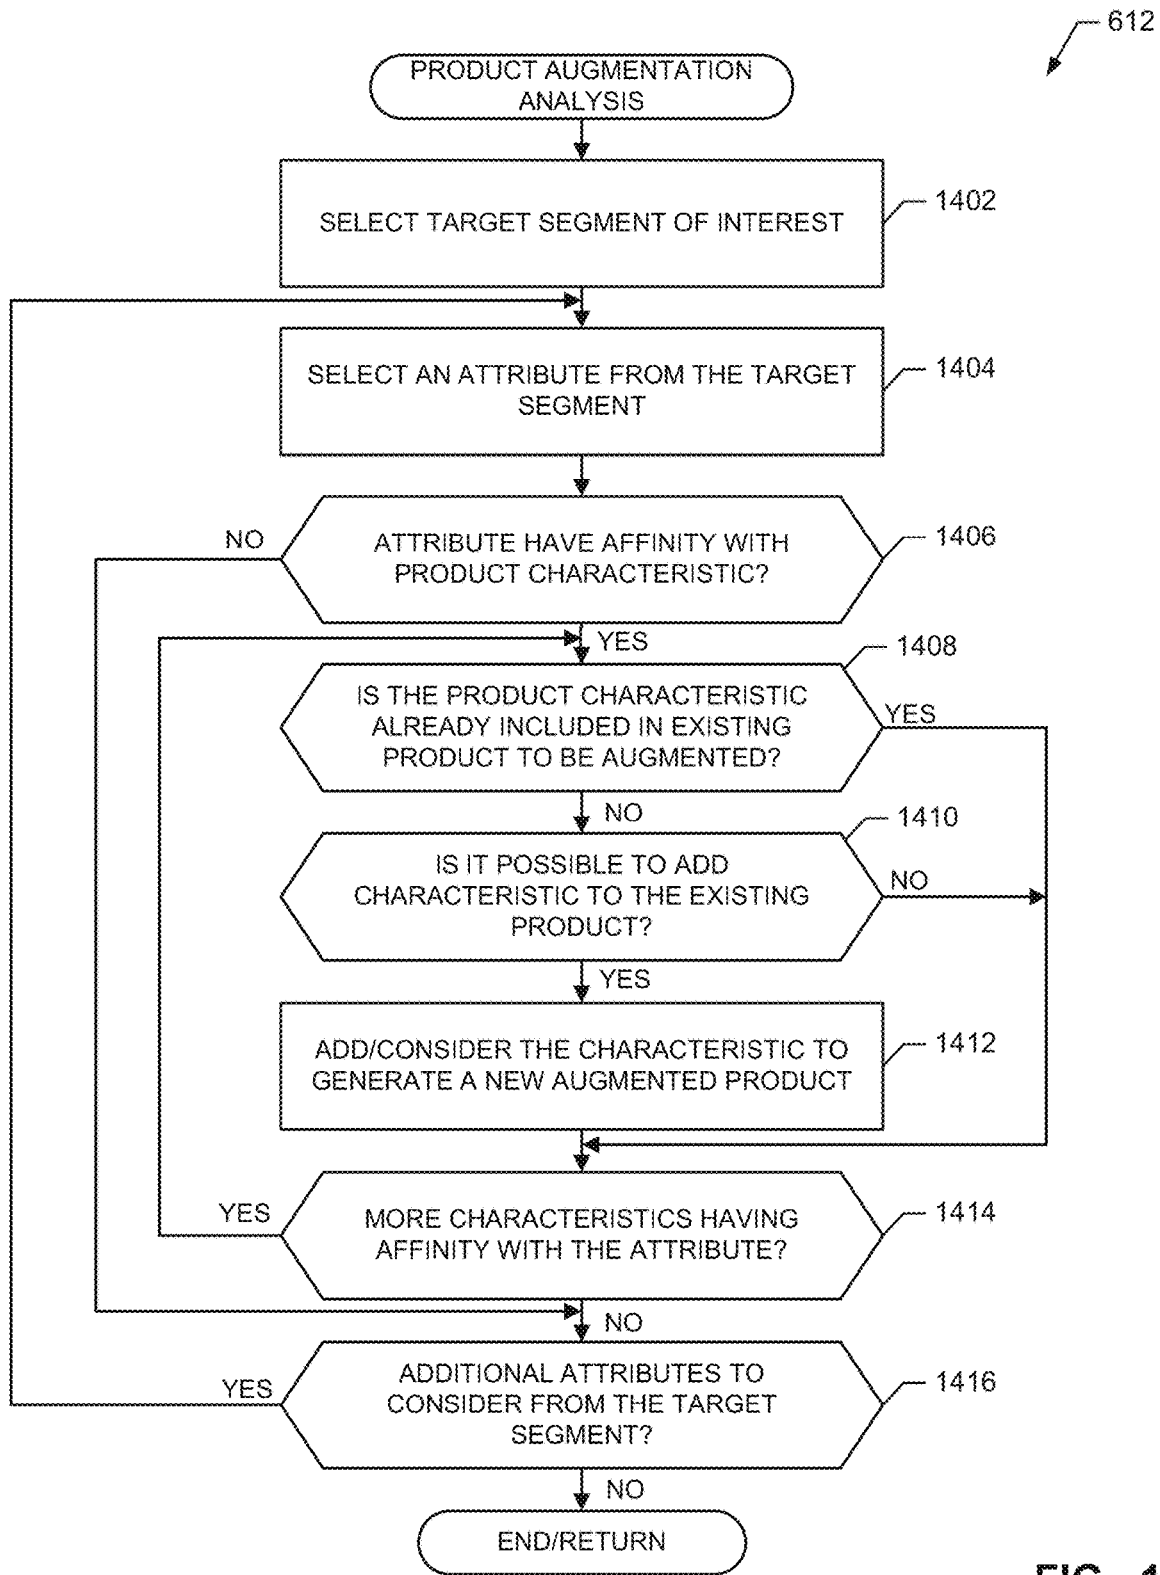 612
PRODUCT AUGMENTATION
ANALYSIS
1402
SELECT TARGET SEGMENT OF INTEREST
1404
SELECT AN ATTRIBUTE FROM THE TARGET
SEGMENT
NO
1406
ATTRIBUTE HAVE AFFINITY WITH
PRODUCT CHARACTERISTIC?
YES
1408
IS THE PRODUCT CHARACTERISTIC
ALREADY INCLUDED IN EXISTING
PRODUCT TO BE AUGMENTED?
YES
NO
1410
IS IT POSSIBLE TO ADD
CHARACTERISTIC TO THE EXISTING
PRODUCT?
NO
YES
1412
ADD/CONSIDER THE CHARACTERISTIC TO
GENERATE A NEW AUGMENTED PRODUCT
YES
1414
MORE CHARACTERISTICS HAVING
AFFINITY WITH THE ATTRIBUTE?
NO
YES
1416
ADDITIONAL ATTRIBUTES TO
CONSIDER FROM THE TARGET
SEGMENT?
NO
END/RETURN